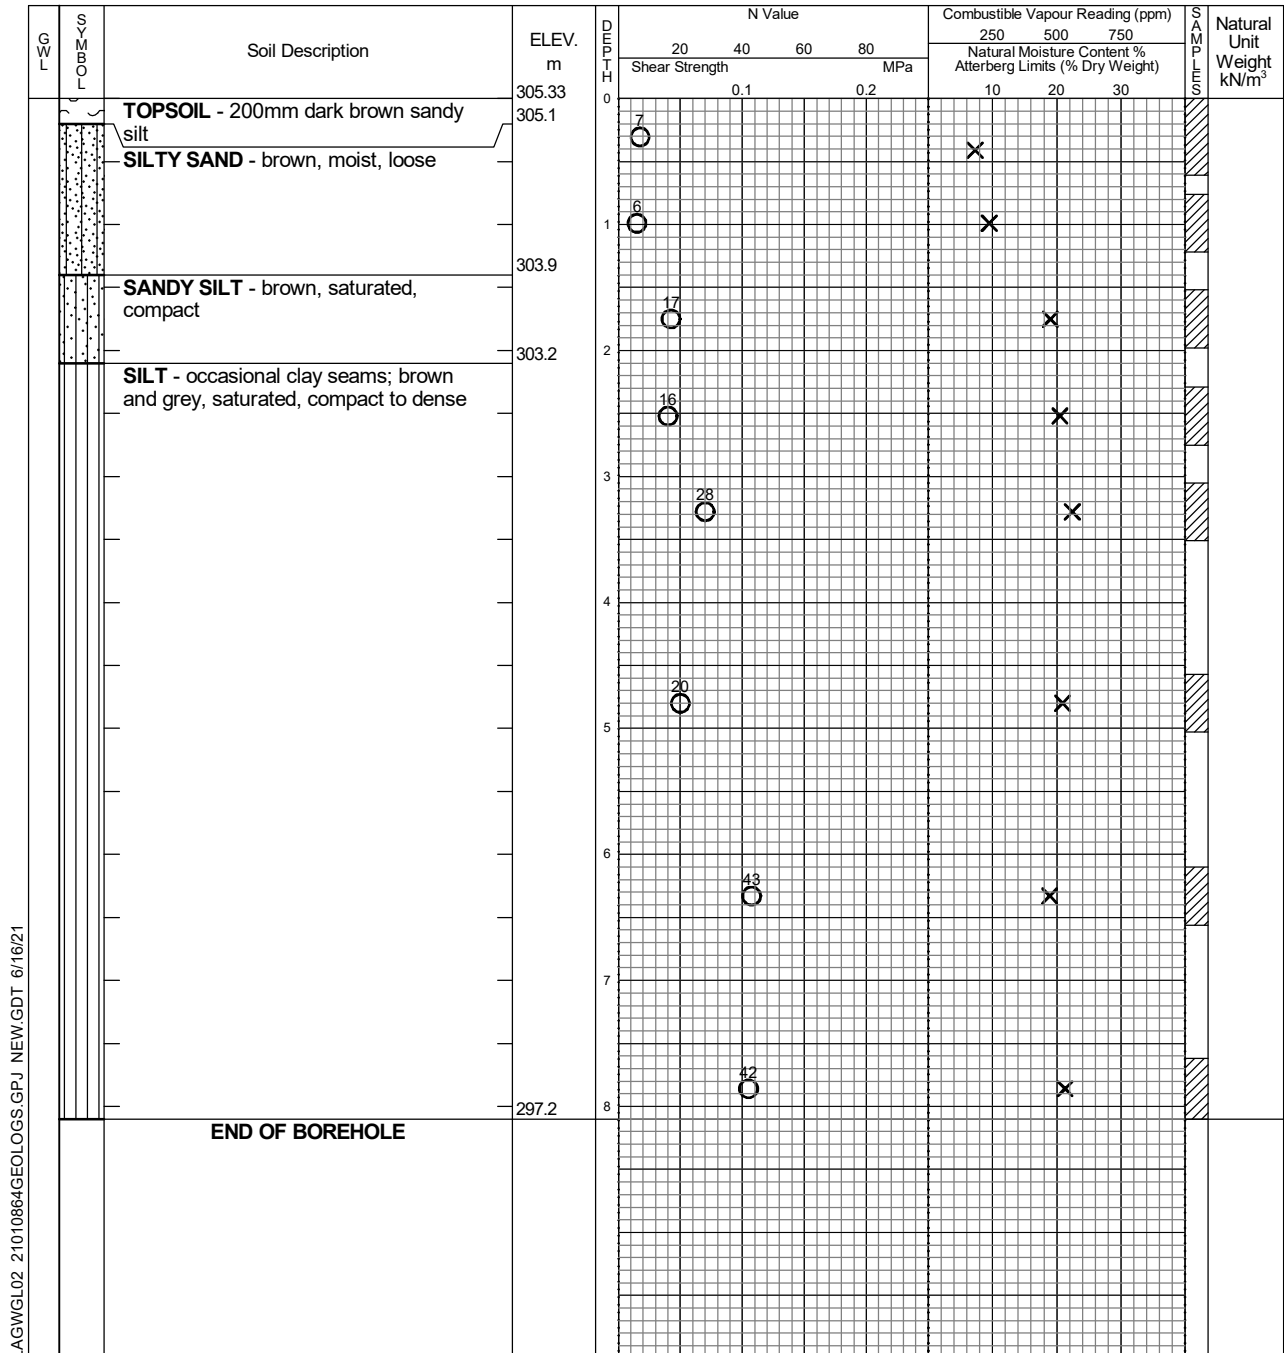 GWL
SYMBOL
Soil Description
ELEV.
m
DEPTH
N Value
20 40 60 80
Shear Strength MPa
0.1 0.2
Combustible Vapour Reading (ppm)
250 500 750
Natural Moisture Content %
Atterberg Limits (% Dry Weight)
10 20 30
SAMPLES
Natural
Unit
Weight
kN/m³
305.33
0
TOPSOIL - 200mm dark brown sandy
silt
305.1
7
SILTY SAND - brown, moist, loose
6
1
303.9
SANDY SILT - brown, saturated,
compact
17
2
303.2
SILT - occasional clay seams; brown
and grey, saturated, compact to dense
16
3
28
4
20
5
6
43
7
42
8
297.2
END OF BOREHOLE
AGWGL02 21010864GEOLOGS.GPJ NEW.GDT 6/16/21